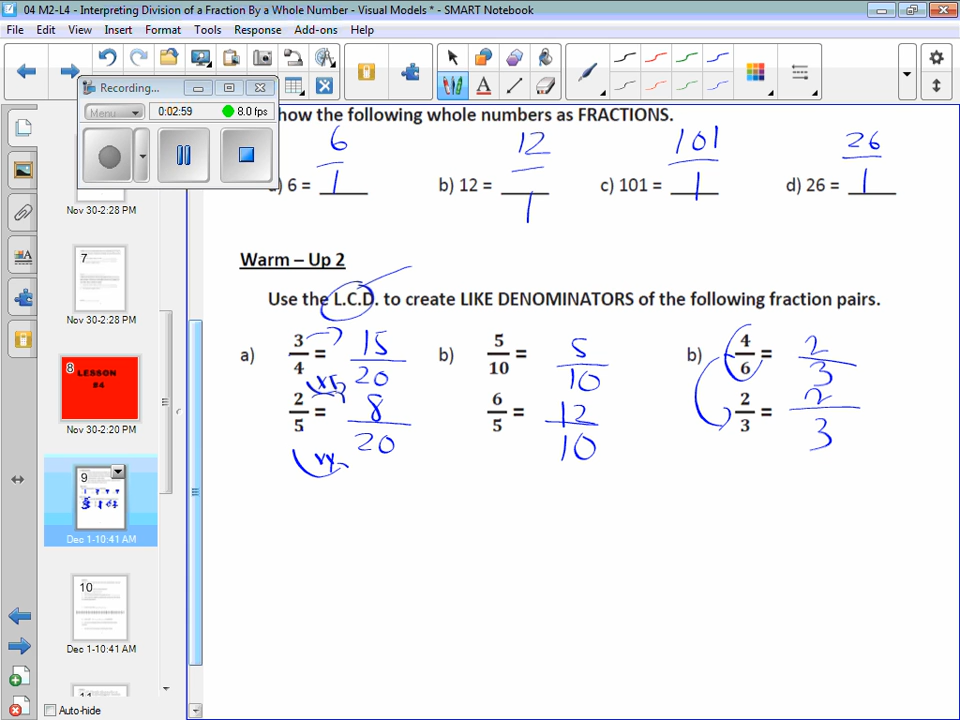 04 M2-L4 - Interpreting Division of a Fraction By a Whole Number - Visual Models * - SMART Notebook
File Edit View Insert Format Tools Response Add-ons Help
Recording...
Menu 0:02:59 8.0 fps
how the following whole numbers as FRACTIONS.
6 12 101 26
) 6 = 1 b) 12 = 1 c) 101 = 1 d) 26 = 1
Nov 30-2:28 PM
7
Nov 30-2:28 PM
8 LESSON
#4
Nov 30-2:20 PM
9
Dec 1-10:41 AM
10
Dec 1-10:41 AM
11
Auto-hide
Warm – Up 2
Use the L.C.D. to create LIKE DENOMINATORS of the following fraction pairs.
a) 3/4 = 15/20 b) 5/10 = 5/10 b) 4/6 = 2/3
2/5 = 8/20 6/5 = 12/10 2/3 = 2/3